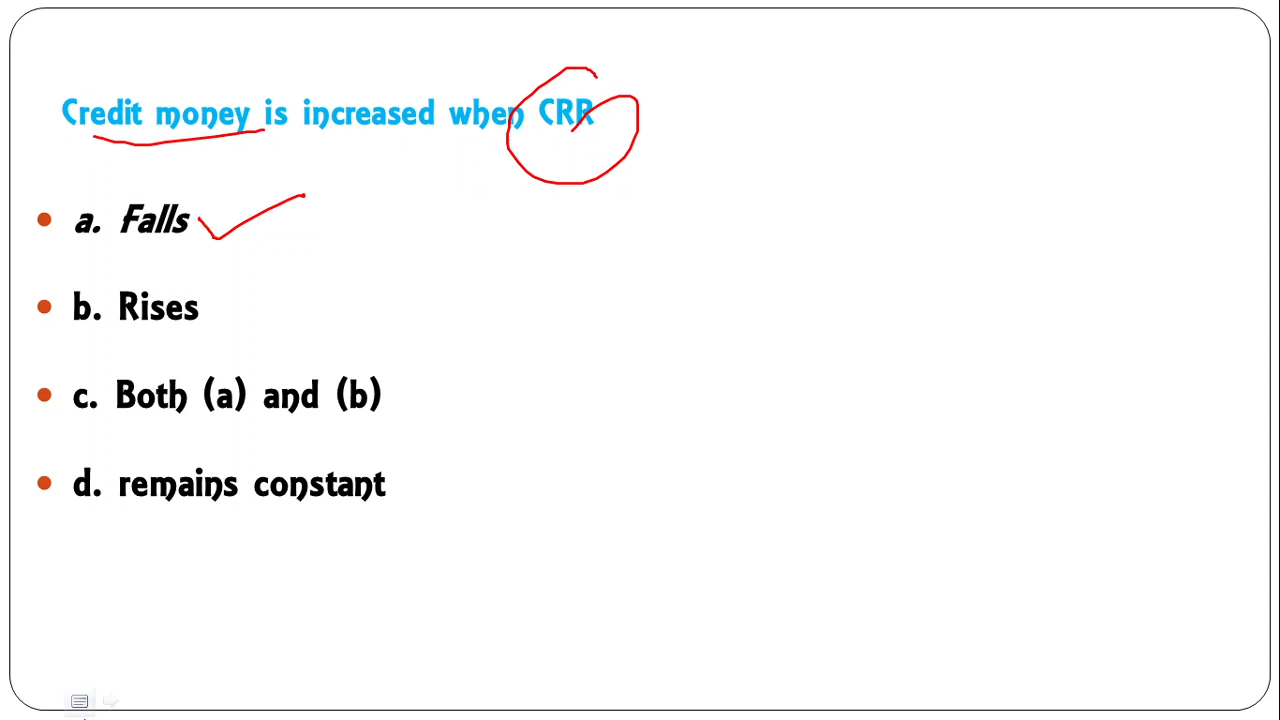 Credit money is increased when CRR
a. Falls
b. Rises
c. Both (a) and (b)
d. remains constant